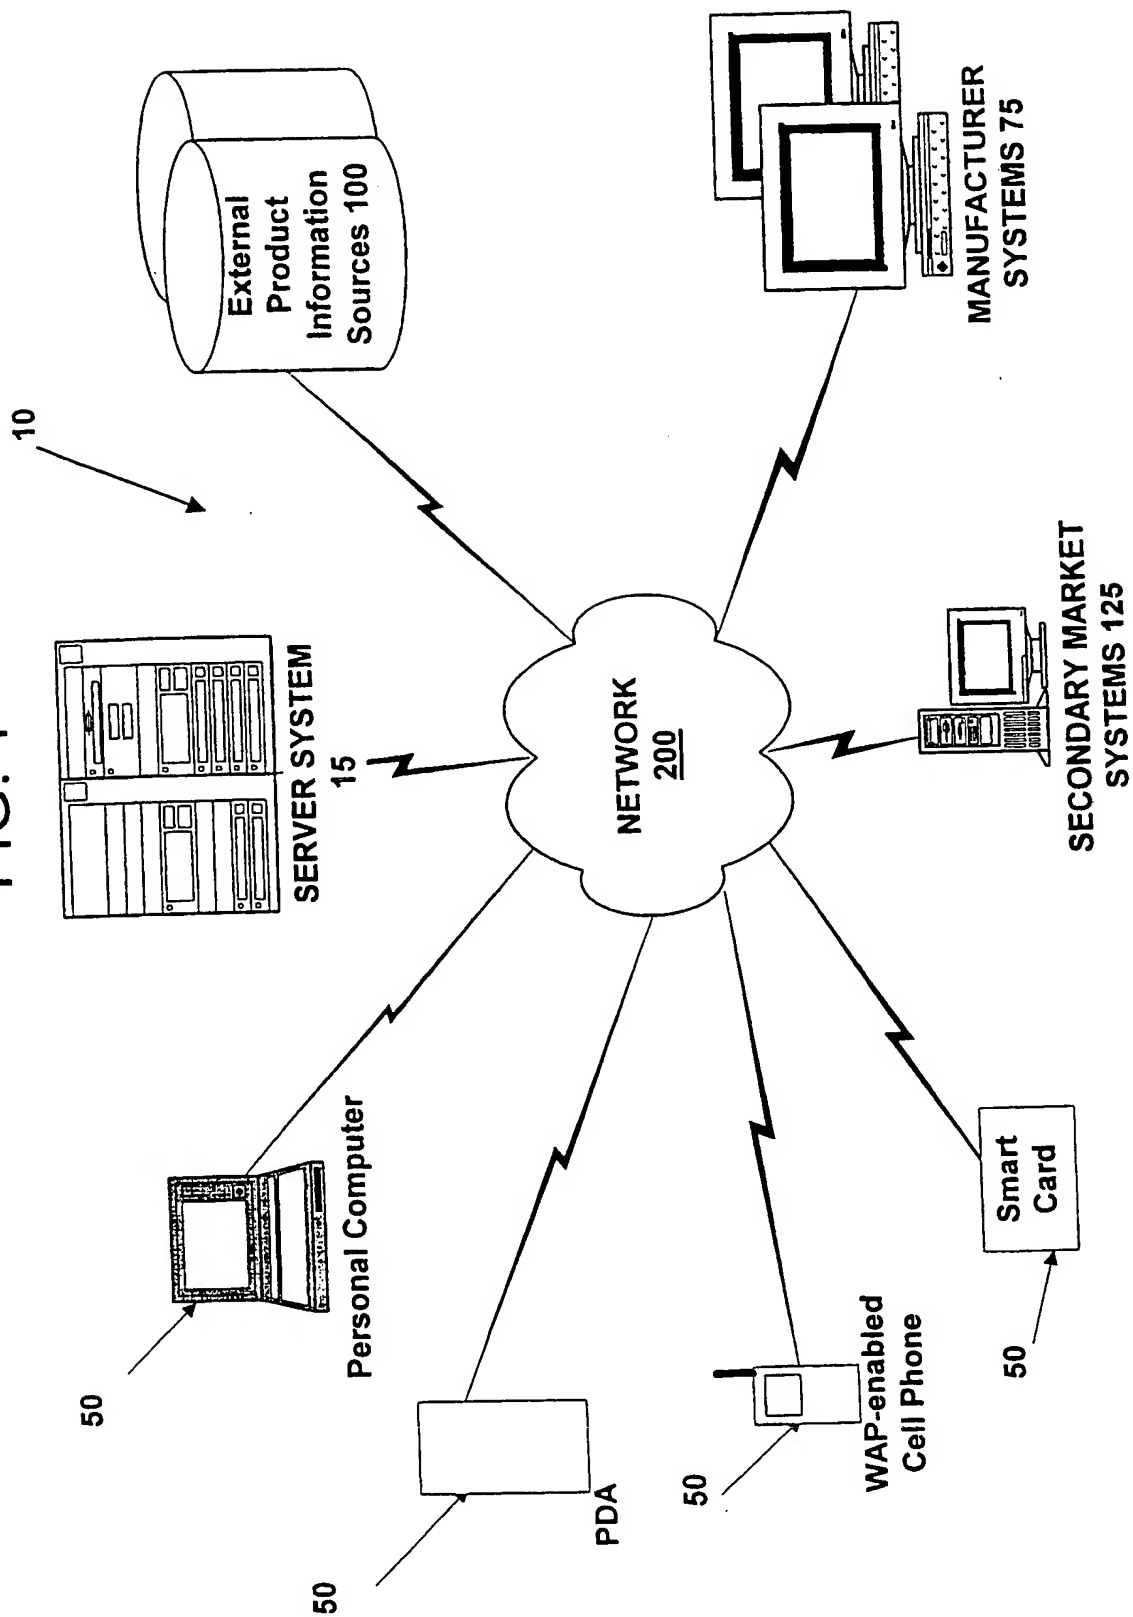 FIG. 1
10
SERVER SYSTEM
15
External
Product
Information
Sources 100
50
Personal Computer
50
PDA
NETWORK
200
50
WAP-enabled
Cell Phone
50
Smart
Card
SECONDARY MARKET
SYSTEMS 125
MANUFACTURER
SYSTEMS 75